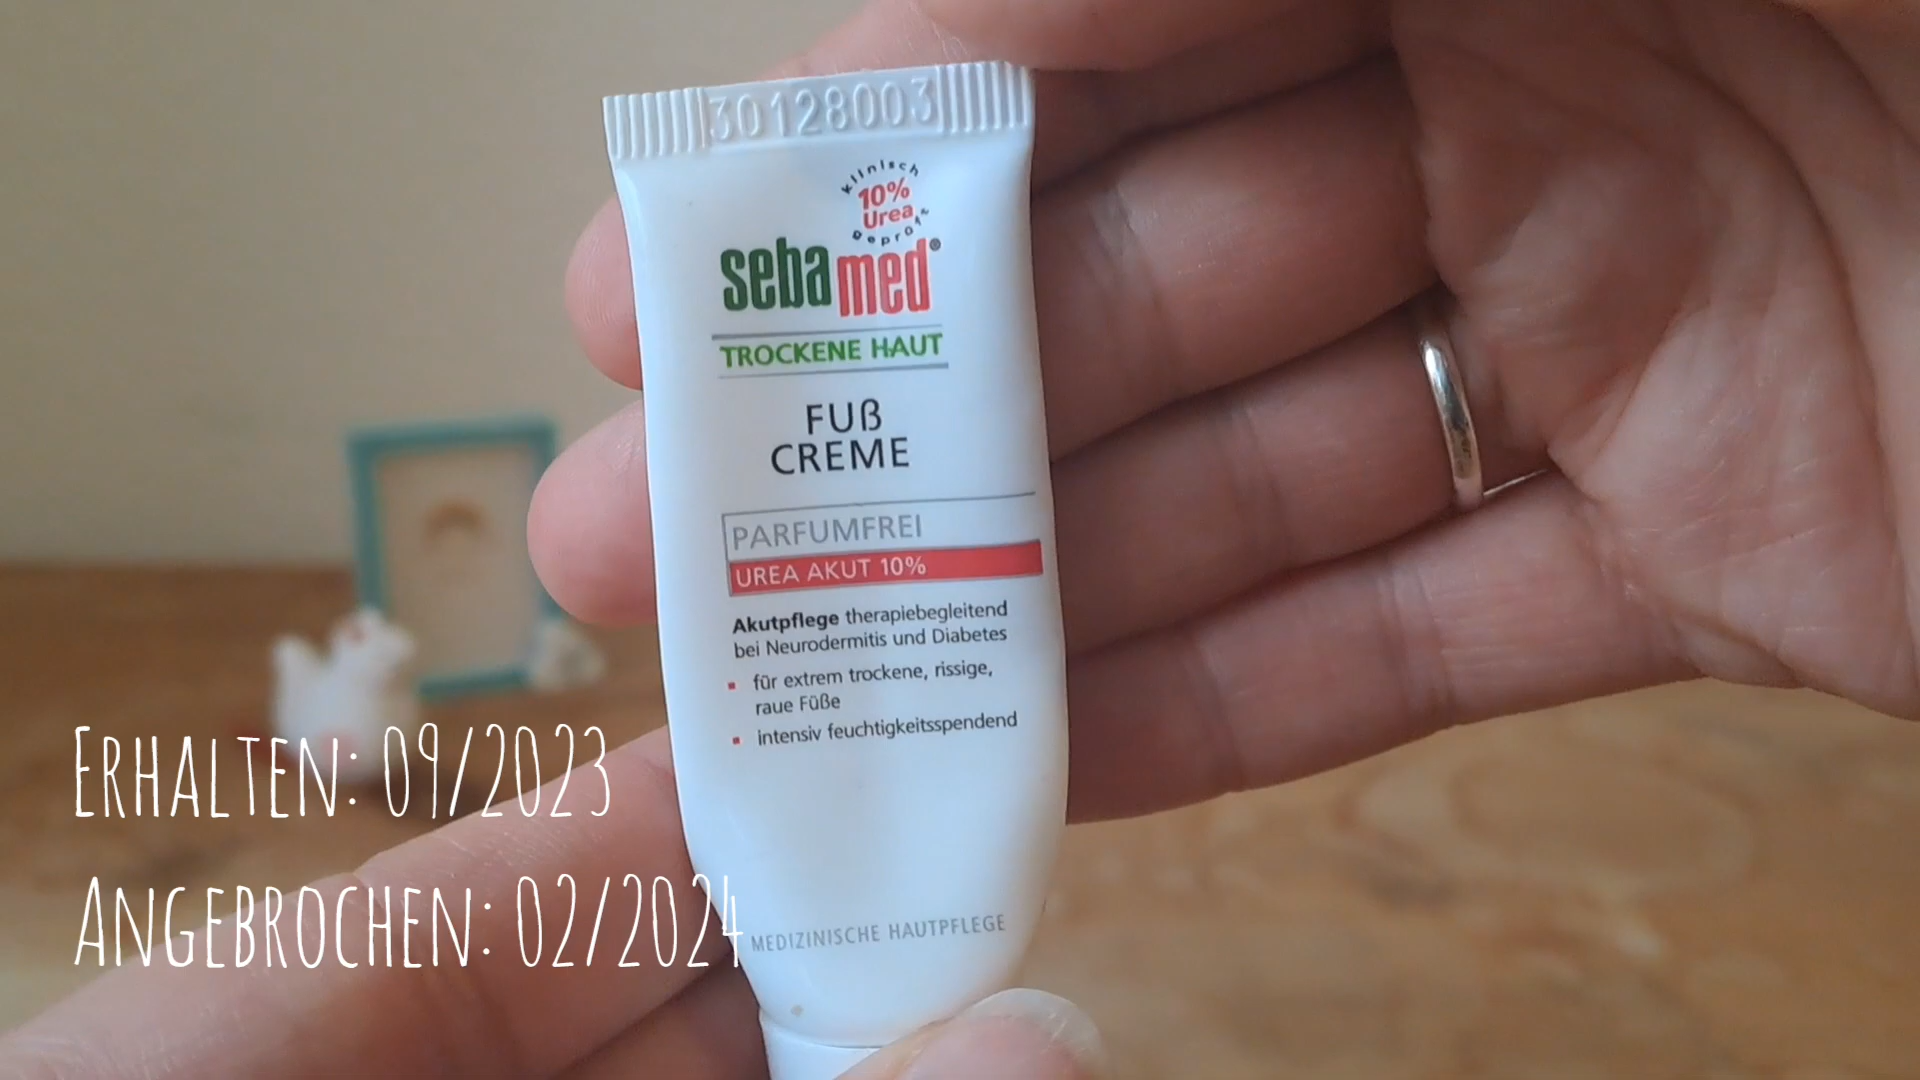 30128003
klinisch
10%
Urea
geprüft
sebamed®
TROCKENE HAUT
FUß
CREME
PARFUMFREI
UREA AKUT 10%
Akutpflege therapiebegleitend
bei Neurodermitis und Diabetes
▪ für extrem trockene, rissige,
raue Füße
▪ intensiv feuchtigkeitsspendend
MEDIZINISCHE HAUTPFLEGE
ERHALTEN: 09/2023
ANGEBROCHEN: 02/2024